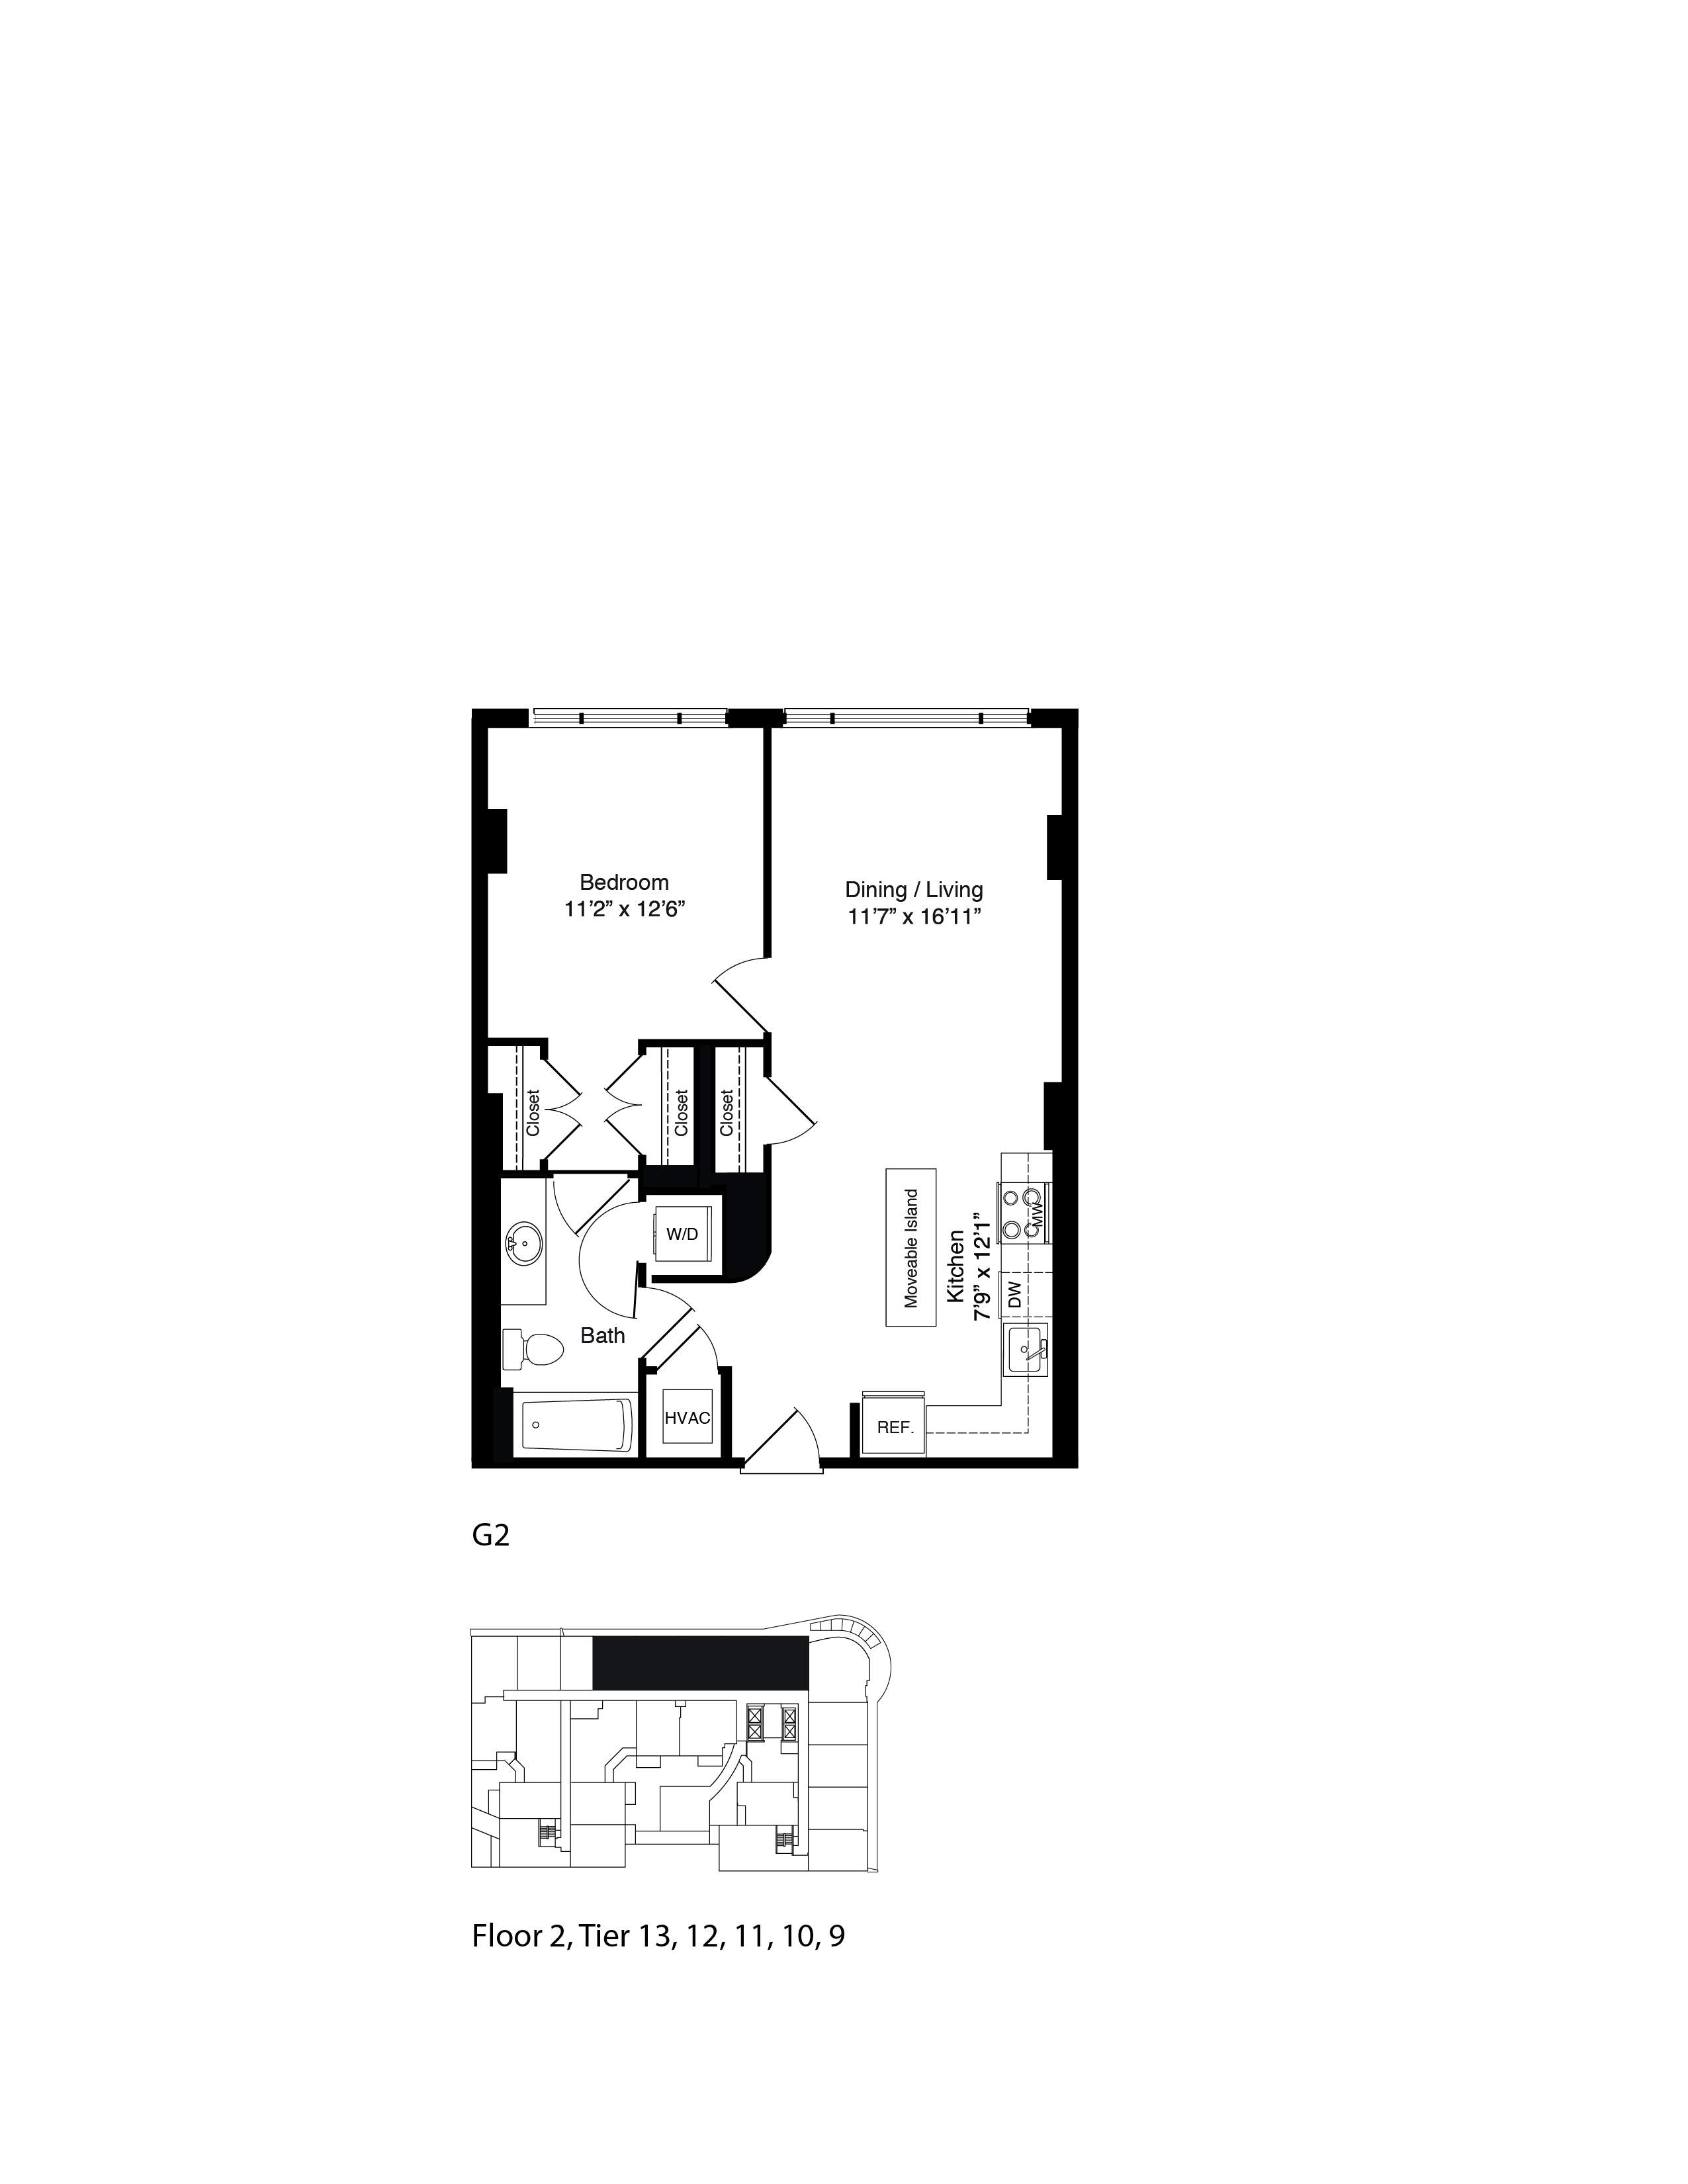 Bedroom
11’2” x 12’6”
Dining / Living
11’7” x 16’11”
Closet
Closet
Closet
W/D
Moveable Island
Kitchen
7’9” x 12’1”
MW
DW
Bath
HVAC
REF.
G2
Floor 2, Tier 13, 12, 11, 10, 9